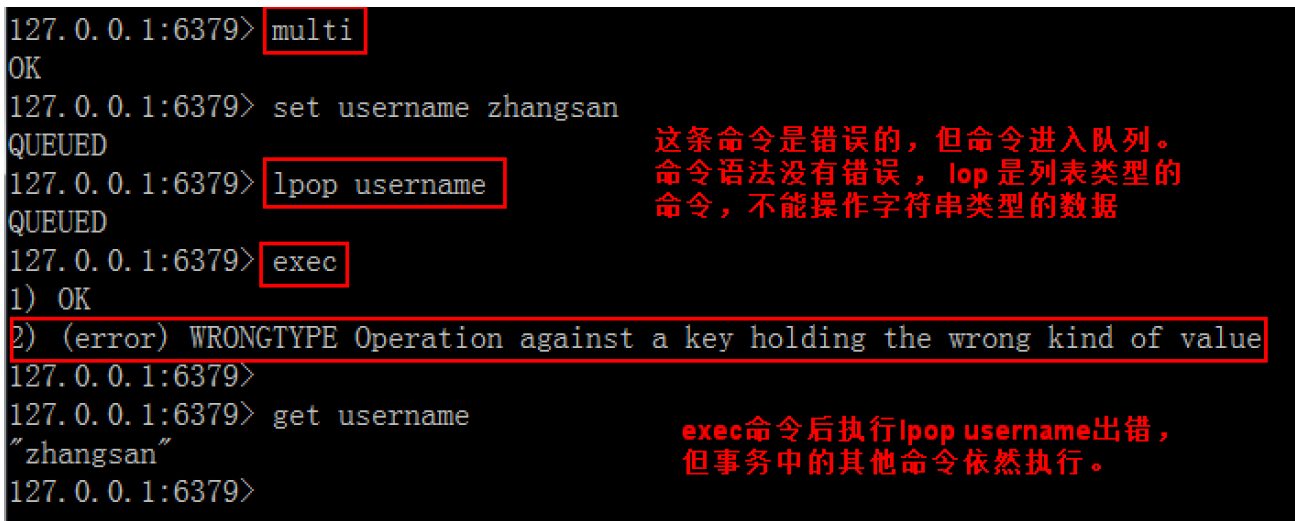 127.0.0.1:6379> multi
OK
127.0.0.1:6379> set username zhangsan
QUEUED
127.0.0.1:6379> lpop username
QUEUED
这条命令是错误的，但命令进入队列。
命令语法没有错误 ，lop 是列表类型的
命令，不能操作字符串类型的数据
127.0.0.1:6379> exec
1) OK
2) (error) WRONGTYPE Operation against a key holding the wrong kind of value
127.0.0.1:6379>
127.0.0.1:6379> get username
"zhangsan"
127.0.0.1:6379>
exec命令后执行lpop username出错，
但事务中的其他命令依然执行。